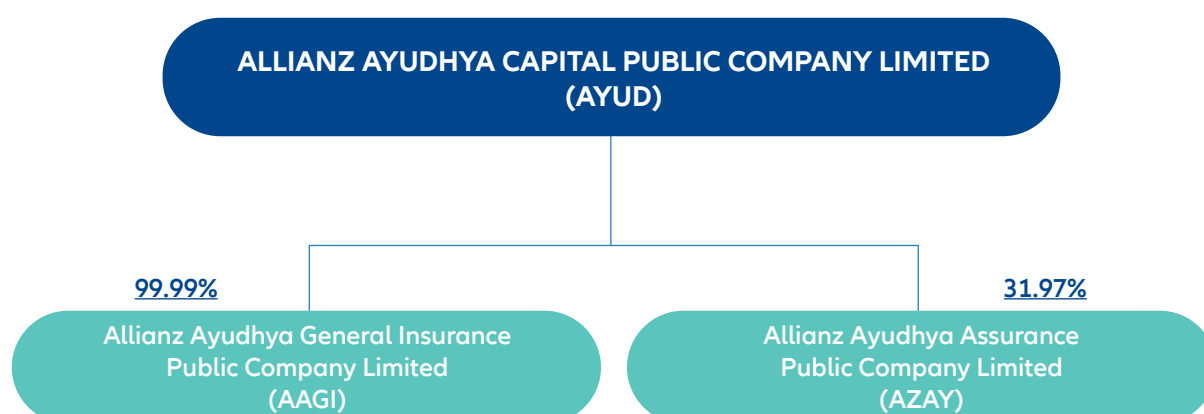 ALLIANZ AYUDHYA CAPITAL PUBLIC COMPANY LIMITED
(AYUD)
99.99%
Allianz Ayudhya General Insurance
Public Company Limited
(AAGI)
31.97%
Allianz Ayudhya Assurance
Public Company Limited
(AZAY)